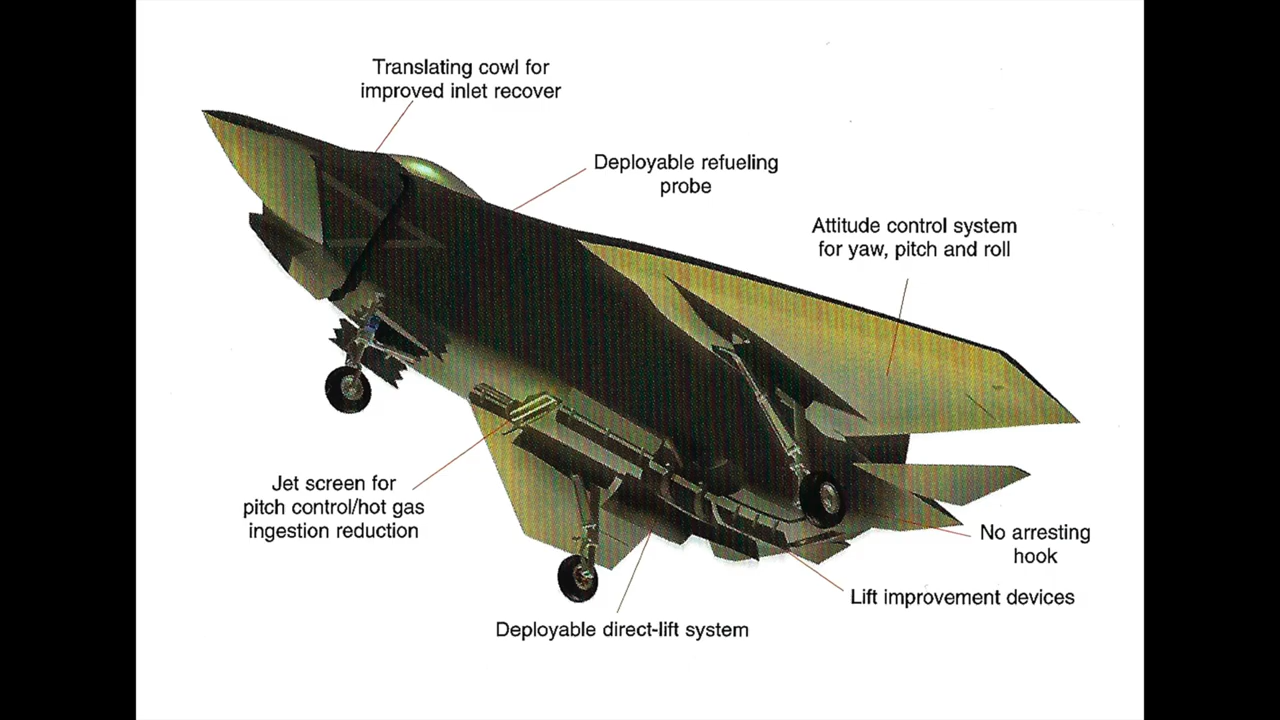 Translating cowl for
improved inlet recover
Deployable refueling
probe
Attitude control system
for yaw, pitch and roll
Jet screen for
pitch control/hot gas
ingestion reduction
No arresting
hook
Lift improvement devices
Deployable direct-lift system